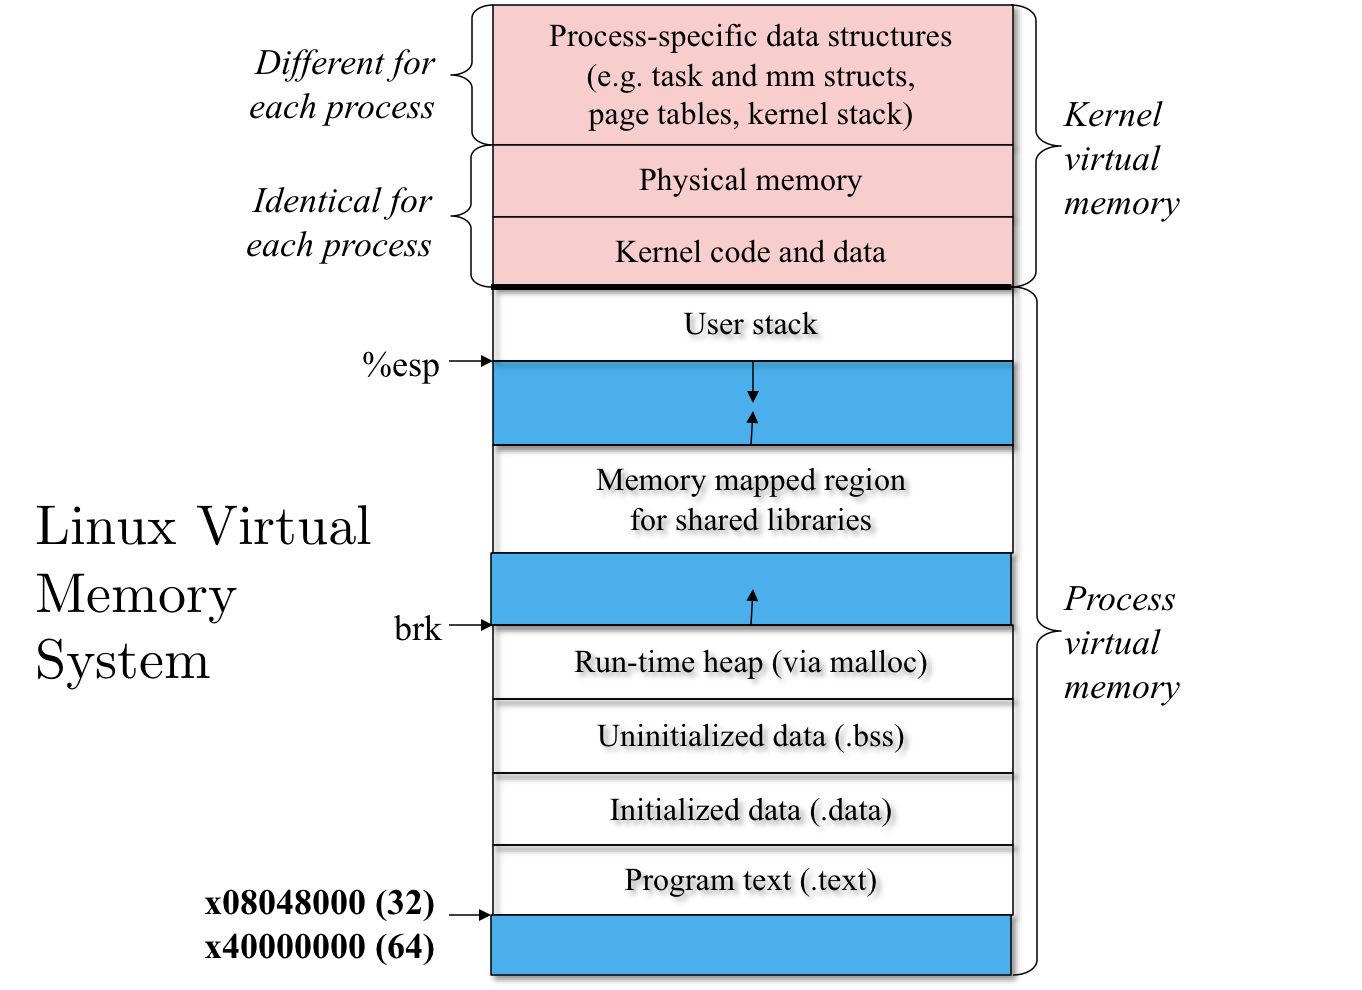 Process-specific data structures
(e.g. task and mm structs,
page tables, kernel stack)
Different for
each process
Physical memory
Kernel code and data
Identical for
each process
Kernel
virtual
memory
User stack
%esp
Memory mapped region
for shared libraries
Linux Virtual
Memory
System
brk
Run-time heap (via malloc)
Uninitialized data (.bss)
Initialized data (.data)
Program text (.text)
Process
virtual
memory
x08048000 (32)
x40000000 (64)